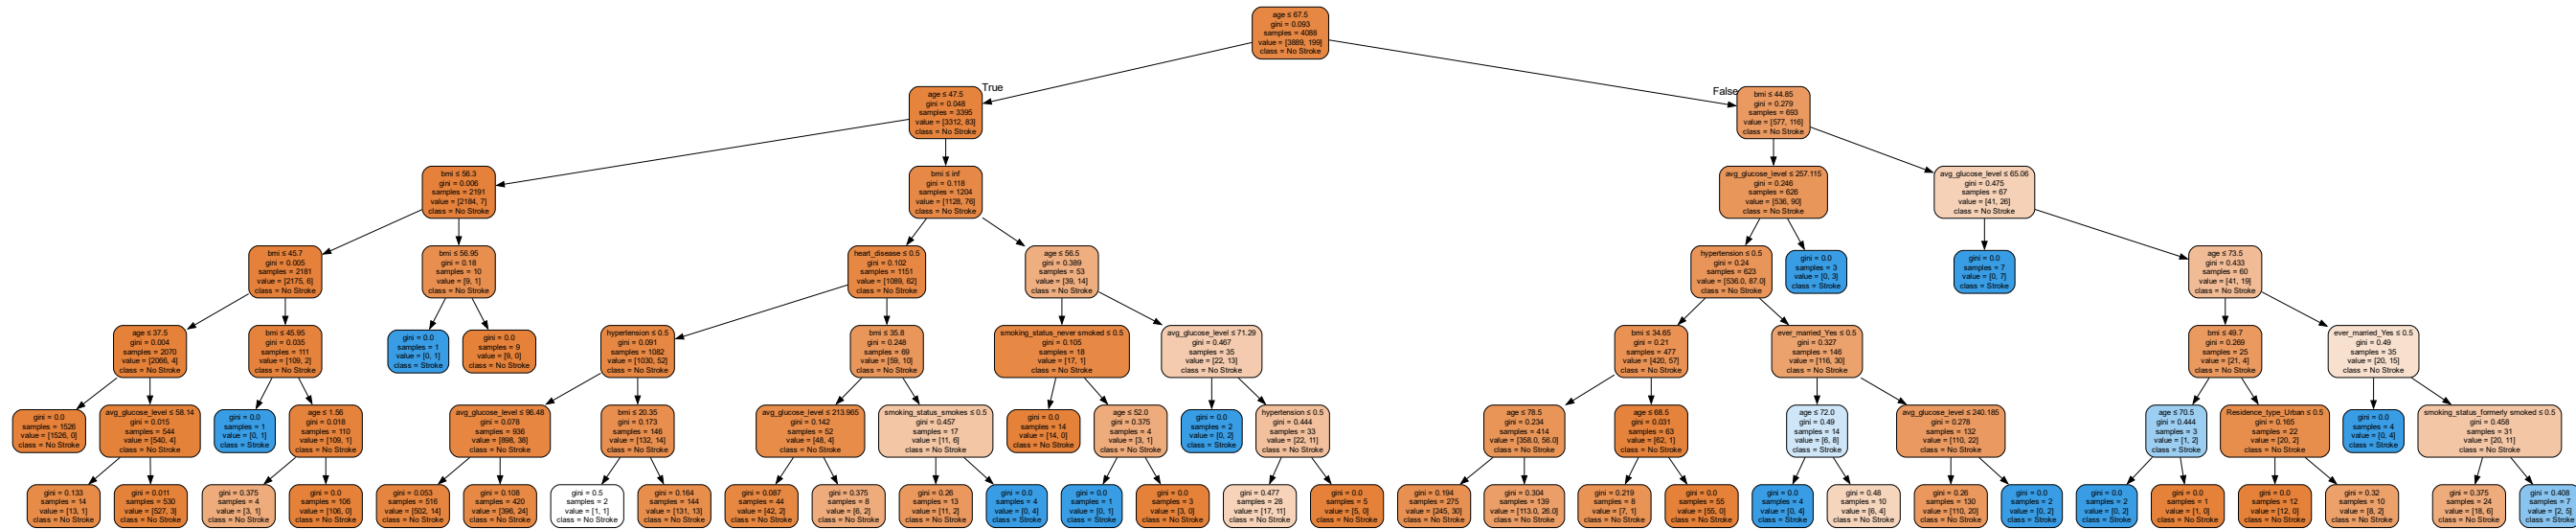 age ≤ 67.5
gini = 0.093
samples = 4088
value = [3889, 199]
class = No Stroke
True
False
age ≤ 47.5
gini = 0.048
samples = 3395
value = [3312, 83]
class = No Stroke
bmi ≤ 44.85
gini = 0.279
samples = 693
value = [577, 116]
class = No Stroke
bmi ≤ 56.3
gini = 0.006
samples = 2191
value = [2184, 7]
class = No Stroke
bmi ≤ inf
gini = 0.118
samples = 1204
value = [1128, 76]
class = No Stroke
avg_glucose_level ≤ 257.115
gini = 0.246
samples = 626
value = [536, 90]
class = No Stroke
avg_glucose_level ≤ 65.06
gini = 0.475
samples = 67
value = [41, 26]
class = No Stroke
bmi ≤ 45.7
gini = 0.005
samples = 2181
value = [2175, 6]
class = No Stroke
bmi ≤ 56.95
gini = 0.18
samples = 10
value = [9, 1]
class = No Stroke
heart_disease ≤ 0.5
gini = 0.102
samples = 1151
value = [1089, 62]
class = No Stroke
age ≤ 56.5
gini = 0.389
samples = 53
value = [39, 14]
class = No Stroke
hypertension ≤ 0.5
gini = 0.24
samples = 623
value = [536.0, 87.0]
class = No Stroke
gini = 0.0
samples = 3
value = [0, 3]
class = Stroke
gini = 0.0
samples = 7
value = [0, 7]
class = Stroke
age ≤ 73.5
gini = 0.433
samples = 60
value = [41, 19]
class = No Stroke
age ≤ 37.5
gini = 0.004
samples = 2070
value = [2066, 4]
class = No Stroke
bmi ≤ 45.95
gini = 0.035
samples = 111
value = [109, 2]
class = No Stroke
gini = 0.0
samples = 1
value = [0, 1]
class = Stroke
gini = 0.0
samples = 9
value = [9, 0]
class = No Stroke
hypertension ≤ 0.5
gini = 0.091
samples = 1082
value = [1030, 52]
class = No Stroke
bmi ≤ 35.8
gini = 0.248
samples = 69
value = [59, 10]
class = No Stroke
smoking_status_never smoked ≤ 0.5
gini = 0.105
samples = 18
value = [17, 1]
class = No Stroke
avg_glucose_level ≤ 71.29
gini = 0.467
samples = 35
value = [22, 13]
class = No Stroke
bmi ≤ 34.65
gini = 0.21
samples = 477
value = [420, 57]
class = No Stroke
ever_married_Yes ≤ 0.5
gini = 0.327
samples = 146
value = [116, 30]
class = No Stroke
bmi ≤ 49.7
gini = 0.269
samples = 25
value = [21, 4]
class = No Stroke
ever_married_Yes ≤ 0.5
gini = 0.49
samples = 35
value = [20, 15]
class = No Stroke
gini = 0.0
samples = 1526
value = [1526, 0]
class = No Stroke
avg_glucose_level ≤ 58.14
gini = 0.015
samples = 544
value = [540, 4]
class = No Stroke
gini = 0.0
samples = 1
value = [0, 1]
class = Stroke
age ≤ 1.56
gini = 0.018
samples = 110
value = [109, 1]
class = No Stroke
avg_glucose_level ≤ 96.48
gini = 0.078
samples = 936
value = [898, 38]
class = No Stroke
bmi ≤ 20.35
gini = 0.173
samples = 146
value = [132, 14]
class = No Stroke
avg_glucose_level ≤ 213.965
gini = 0.142
samples = 52
value = [48, 4]
class = No Stroke
smoking_status_smokes ≤ 0.5
gini = 0.457
samples = 17
value = [11, 6]
class = No Stroke
gini = 0.0
samples = 14
value = [14, 0]
class = No Stroke
age ≤ 52.0
gini = 0.375
samples = 4
value = [3, 1]
class = No Stroke
gini = 0.0
samples = 2
value = [0, 2]
class = Stroke
hypertension ≤ 0.5
gini = 0.444
samples = 33
value = [22, 11]
class = No Stroke
age ≤ 78.5
gini = 0.234
samples = 414
value = [358.0, 56.0]
class = No Stroke
age ≤ 68.5
gini = 0.031
samples = 63
value = [62, 1]
class = No Stroke
age ≤ 72.0
gini = 0.49
samples = 14
value = [6, 8]
class = Stroke
avg_glucose_level ≤ 240.185
gini = 0.278
samples = 132
value = [110, 22]
class = No Stroke
age ≤ 70.5
gini = 0.444
samples = 3
value = [1, 2]
class = Stroke
Residence_type_Urban ≤ 0.5
gini = 0.165
samples = 22
value = [20, 2]
class = No Stroke
gini = 0.0
samples = 4
value = [0, 4]
class = Stroke
smoking_status_formerly smoked ≤ 0.5
gini = 0.458
samples = 31
value = [20, 11]
class = No Stroke
gini = 0.133
samples = 14
value = [13, 1]
class = No Stroke
gini = 0.011
samples = 530
value = [527, 3]
class = No Stroke
gini = 0.375
samples = 4
value = [3, 1]
class = No Stroke
gini = 0.0
samples = 106
value = [106, 0]
class = No Stroke
gini = 0.053
samples = 516
value = [502, 14]
class = No Stroke
gini = 0.108
samples = 420
value = [396, 24]
class = No Stroke
gini = 0.5
samples = 2
value = [1, 1]
class = No Stroke
gini = 0.164
samples = 144
value = [131, 13]
class = No Stroke
gini = 0.087
samples = 44
value = [42, 2]
class = No Stroke
gini = 0.375
samples = 8
value = [6, 2]
class = No Stroke
gini = 0.26
samples = 13
value = [11, 2]
class = No Stroke
gini = 0.0
samples = 4
value = [0, 4]
class = Stroke
gini = 0.0
samples = 1
value = [0, 1]
class = Stroke
gini = 0.0
samples = 3
value = [3, 0]
class = No Stroke
gini = 0.477
samples = 28
value = [17, 11]
class = No Stroke
gini = 0.0
samples = 5
value = [5, 0]
class = No Stroke
gini = 0.194
samples = 275
value = [245, 30]
class = No Stroke
gini = 0.304
samples = 139
value = [113.0, 26.0]
class = No Stroke
gini = 0.219
samples = 8
value = [7, 1]
class = No Stroke
gini = 0.0
samples = 55
value = [55, 0]
class = No Stroke
gini = 0.0
samples = 4
value = [0, 4]
class = Stroke
gini = 0.48
samples = 10
value = [6, 4]
class = No Stroke
gini = 0.26
samples = 130
value = [110, 20]
class = No Stroke
gini = 0.0
samples = 2
value = [0, 2]
class = Stroke
gini = 0.0
samples = 2
value = [0, 2]
class = Stroke
gini = 0.0
samples = 1
value = [1, 0]
class = No Stroke
gini = 0.0
samples = 12
value = [12, 0]
class = No Stroke
gini = 0.32
samples = 10
value = [8, 2]
class = No Stroke
gini = 0.375
samples = 24
value = [18, 6]
class = No Stroke
gini = 0.408
samples = 7
value = [2, 5]
class = Stroke